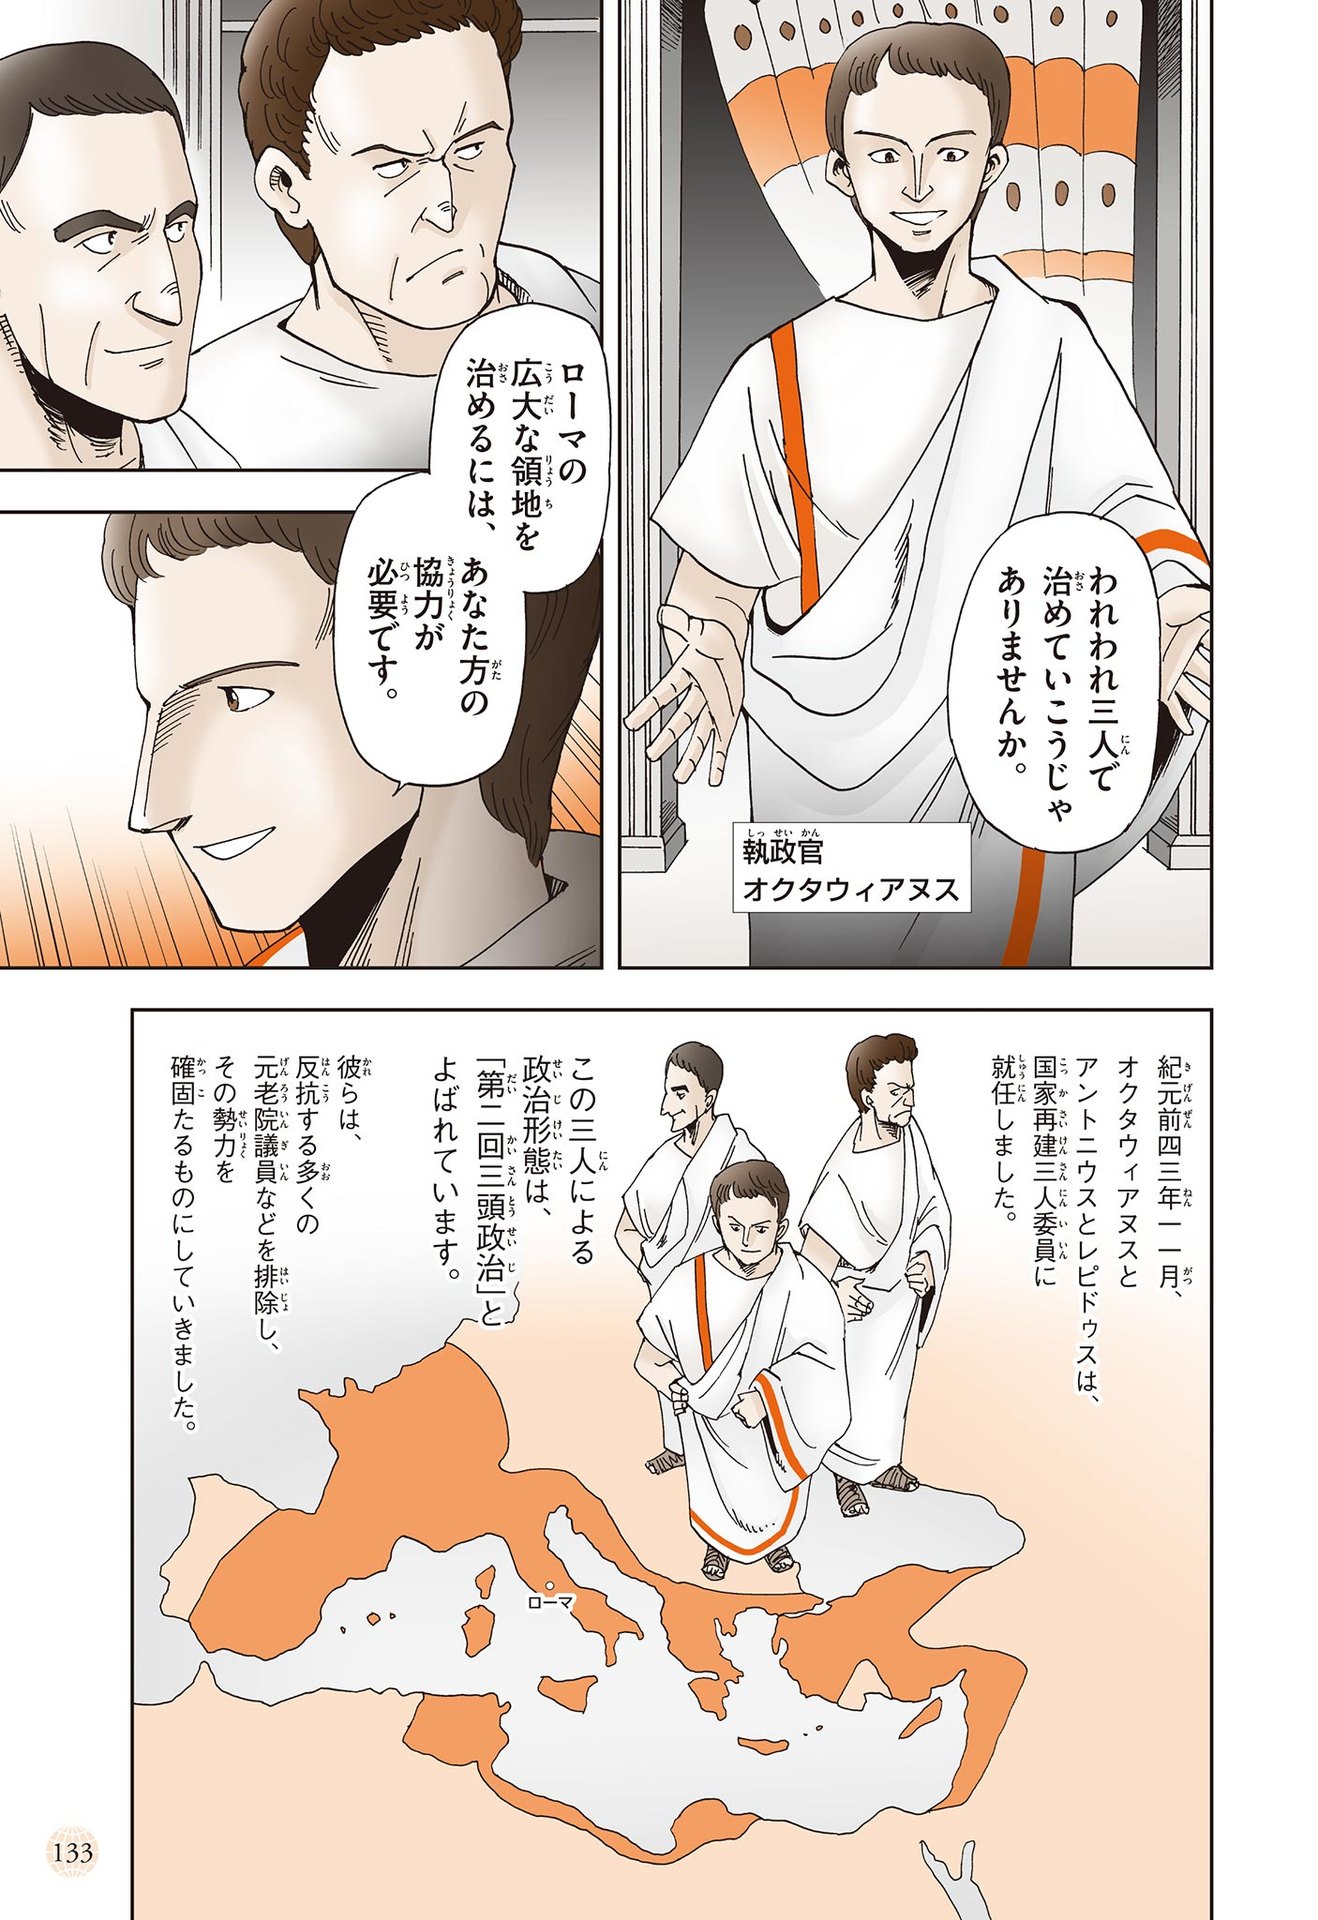 われわれ三人で
治めていこうじゃ
ありませんか。
執政官
オクタウィアヌス
ローマの
広大な領地を
治めるには、
あなた方の
協力が
必要です。
紀元前四三年一一月、
オクタウィアヌスと
アントニウスとレピドゥスは、
国家再建三人委員に
就任しました。
この三人による
政治形態は、
「第二回三頭政治」と
よばれています。
彼らは、
反抗する多くの
元老院議員などを排除し、
その勢力を
確固たるものにしていきました。
ローマ
133